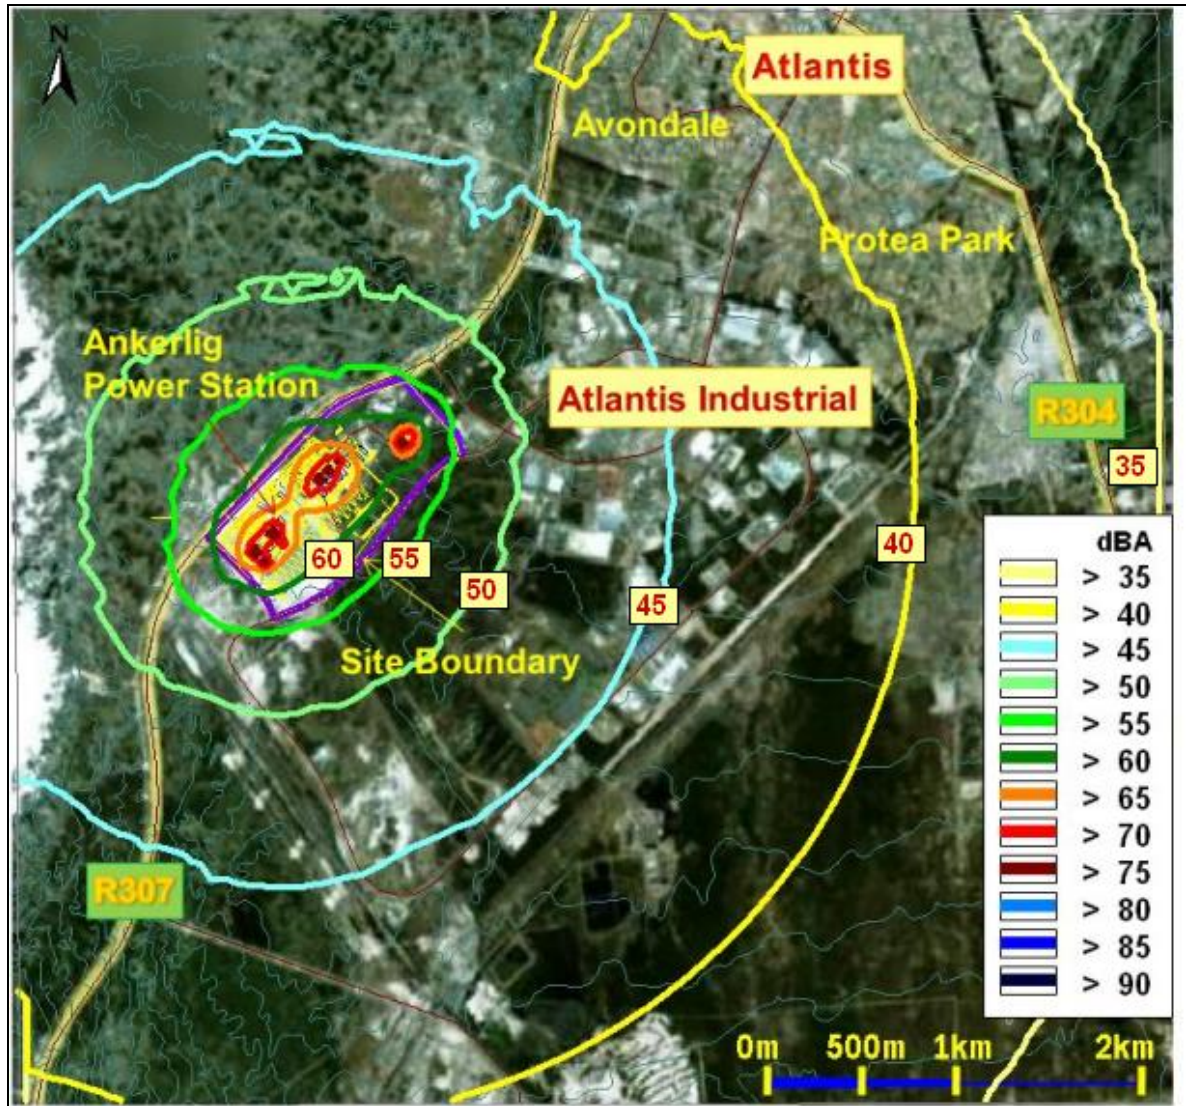 N
Atlantis
Avondale
Protea Park
Ankerlig
Power Station
Atlantis Industrial
R304
35
60
55
50
45
40
Site Boundary
R307
dBA
> 35
> 40
> 45
> 50
> 55
> 60
> 65
> 70
> 75
> 80
> 85
> 90
0m 500m 1km 2km